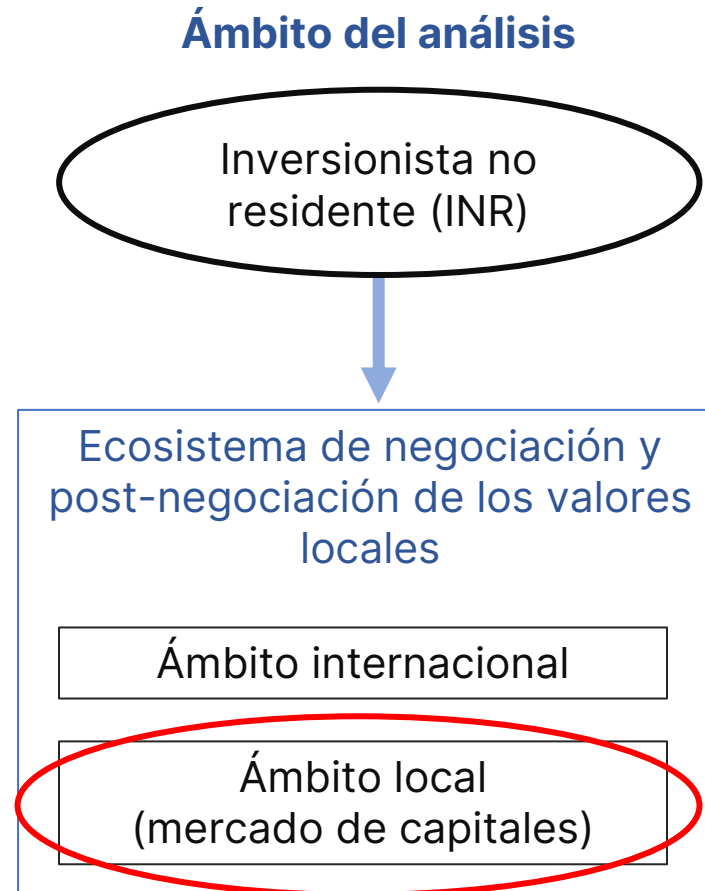 Ámbito del análisis
Inversionista no
residente (INR)
Ecosistema de negociación y
post-negociación de los valores
locales
Ámbito internacional
Ámbito local
(mercado de capitales)